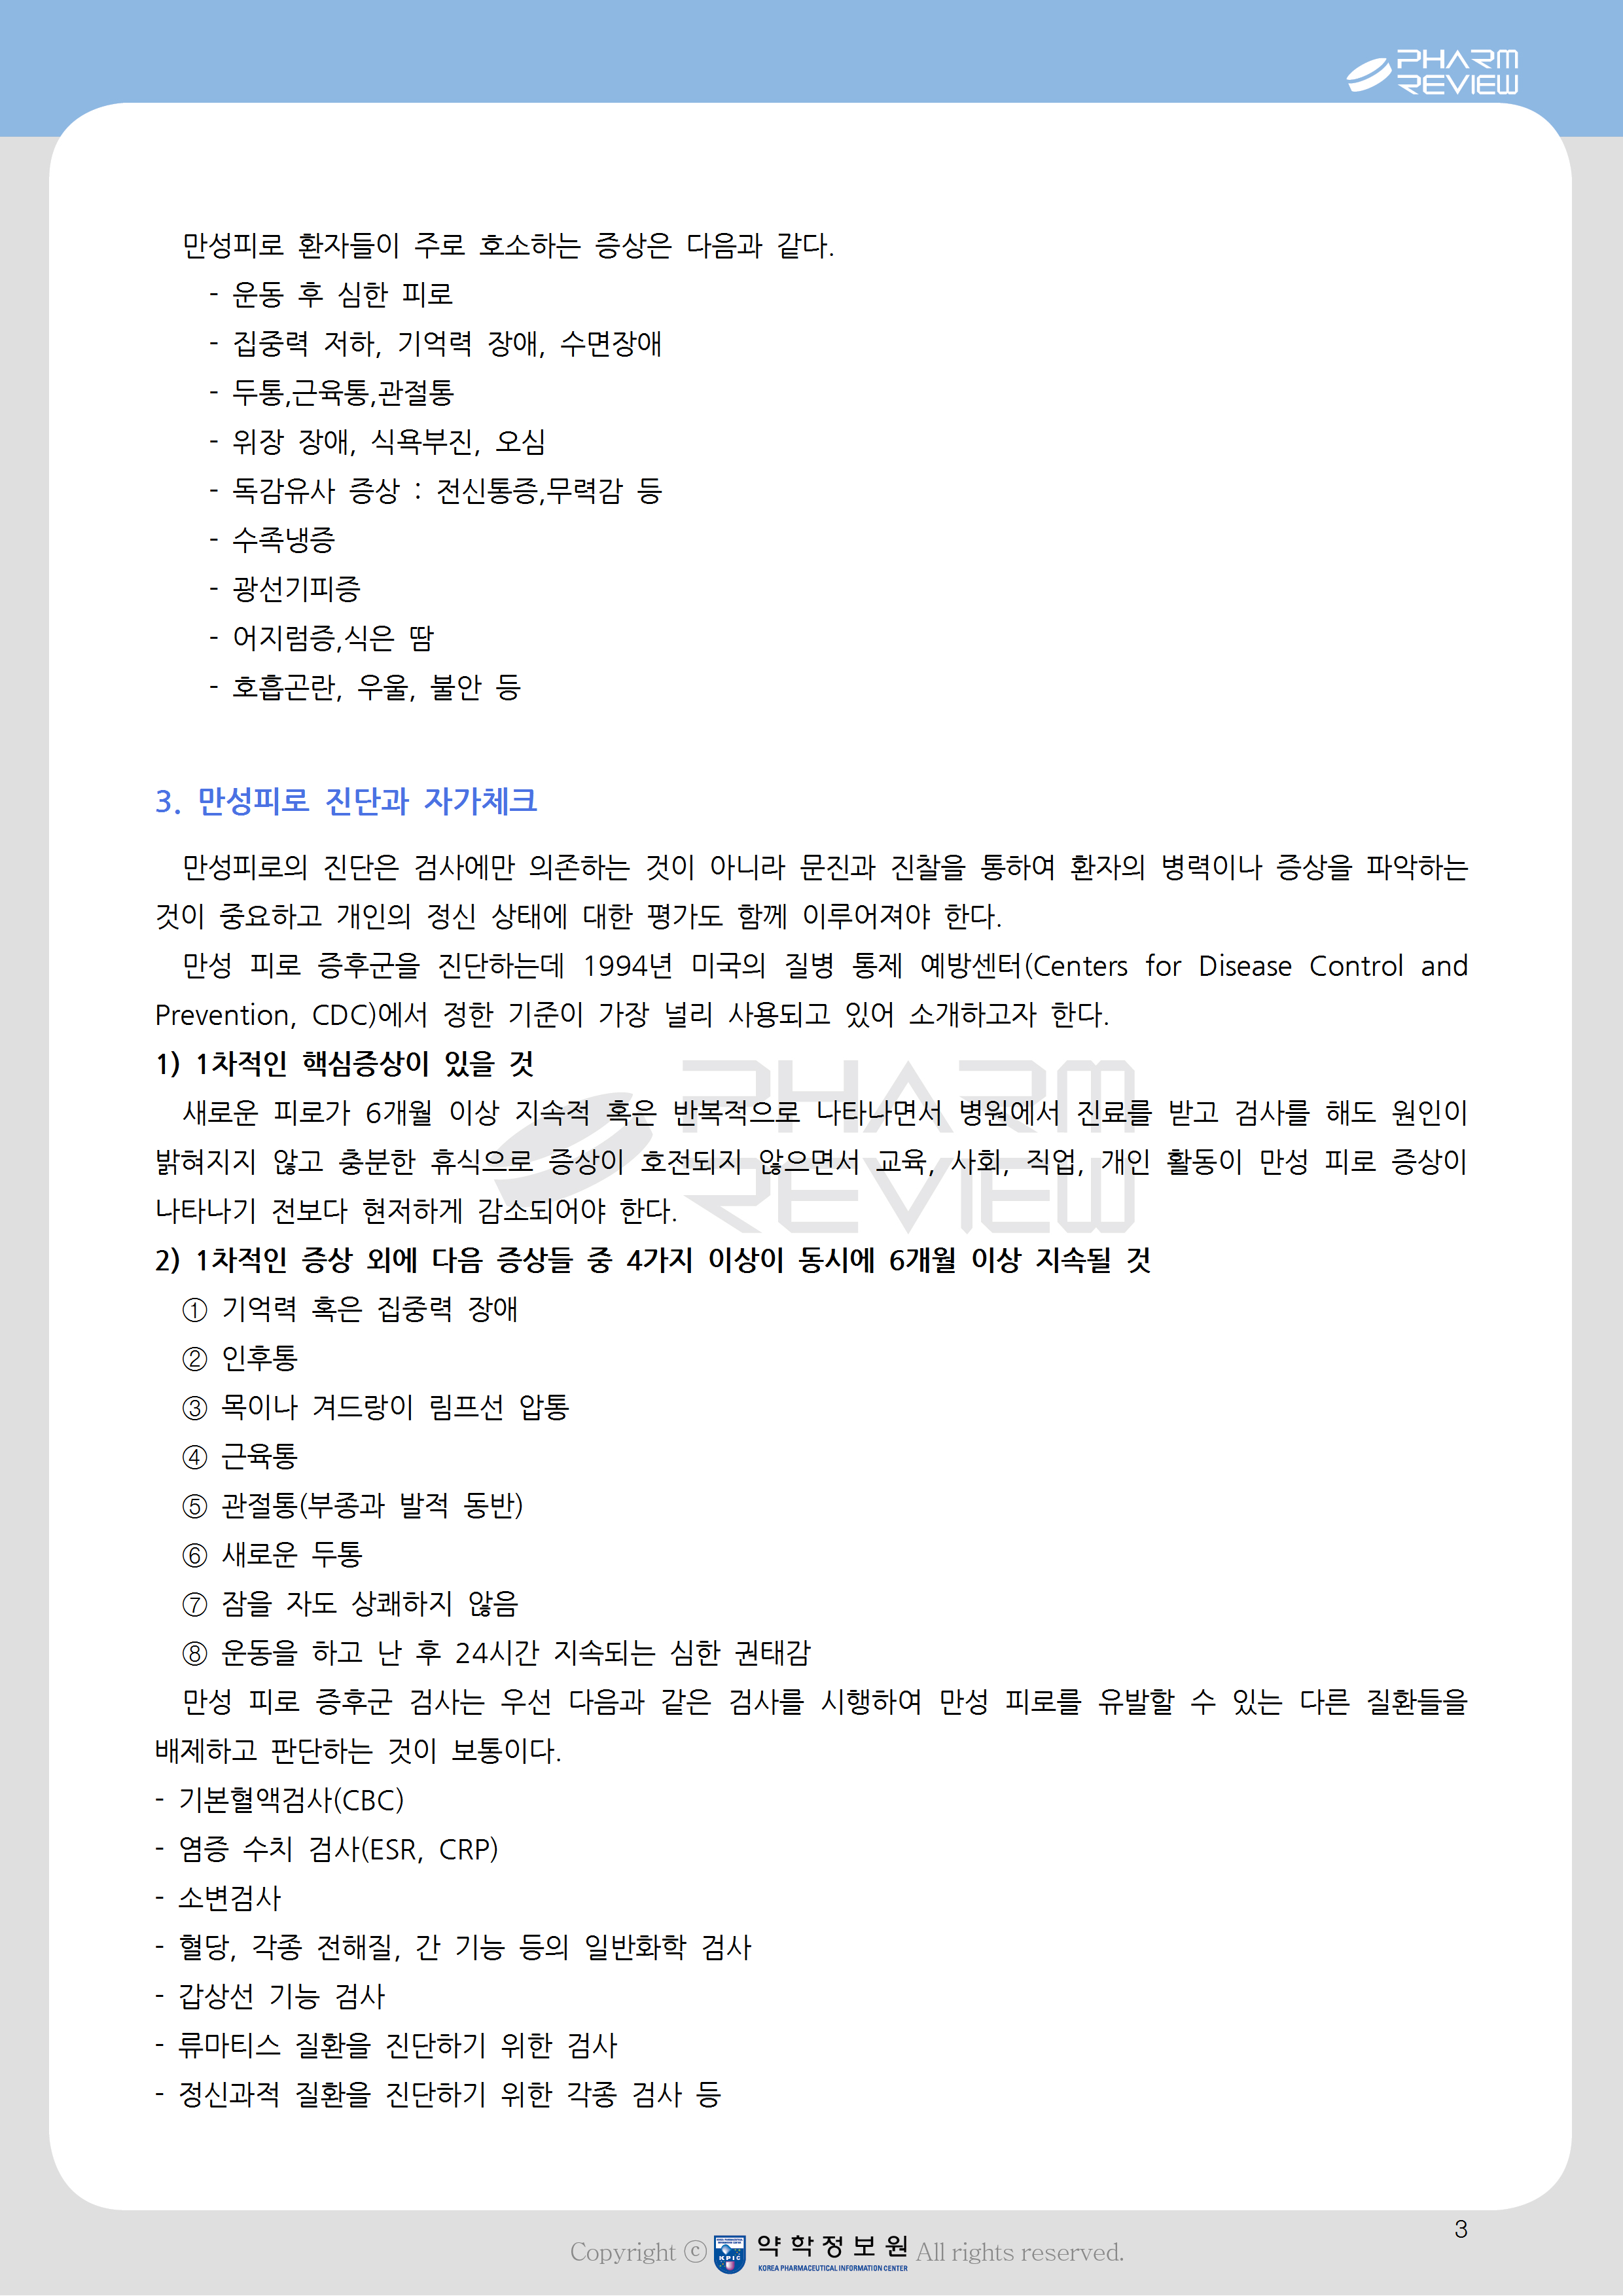 PHARM
REVIEW
만성피로 환자들이 주로 호소하는 증상은 다음과 같다.
- 운동 후 심한 피로
- 집중력 저하, 기억력 장애, 수면장애
- 두통,근육통,관절통
- 위장 장애, 식욕부진, 오심
- 독감유사 증상 : 전신통증,무력감 등
- 수족냉증
- 광선기피증
- 어지럼증,식은 땀
- 호흡곤란, 우울, 불안 등
3. 만성피로 진단과 자가체크
만성피로의 진단은 검사에만 의존하는 것이 아니라 문진과 진찰을 통하여 환자의 병력이나 증상을 파악하는
것이 중요하고 개인의 정신 상태에 대한 평가도 함께 이루어져야 한다.
만성 피로 증후군을 진단하는데 1994년 미국의 질병 통제 예방센터(Centers for Disease Control and
Prevention, CDC)에서 정한 기준이 가장 널리 사용되고 있어 소개하고자 한다.
1) 1차적인 핵심증상이 있을 것
새로운 피로가 6개월 이상 지속적 혹은 반복적으로 나타나면서 병원에서 진료를 받고 검사를 해도 원인이
밝혀지지 않고 충분한 휴식으로 증상이 호전되지 않으면서 교육, 사회, 직업, 개인 활동이 만성 피로 증상이
나타나기 전보다 현저하게 감소되어야 한다.
PHARM
REVIEW
2) 1차적인 증상 외에 다음 증상들 중 4가지 이상이 동시에 6개월 이상 지속될 것
① 기억력 혹은 집중력 장애
② 인후통
③ 목이나 겨드랑이 림프선 압통
④ 근육통
⑤ 관절통(부종과 발적 동반)
⑥ 새로운 두통
⑦ 잠을 자도 상쾌하지 않음
⑧ 운동을 하고 난 후 24시간 지속되는 심한 권태감
만성 피로 증후군 검사는 우선 다음과 같은 검사를 시행하여 만성 피로를 유발할 수 있는 다른 질환들을
배제하고 판단하는 것이 보통이다.
- 기본혈액검사(CBC)
- 염증 수치 검사(ESR, CRP)
- 소변검사
- 혈당, 각종 전해질, 간 기능 등의 일반화학 검사
- 갑상선 기능 검사
- 류마티스 질환을 진단하기 위한 검사
- 정신과적 질환을 진단하기 위한 각종 검사 등
3
Copyright ⓒ KPIC 약학정보원 All rights reserved.
KOREA PHARMACEUTICAL INFORMATION CENTER